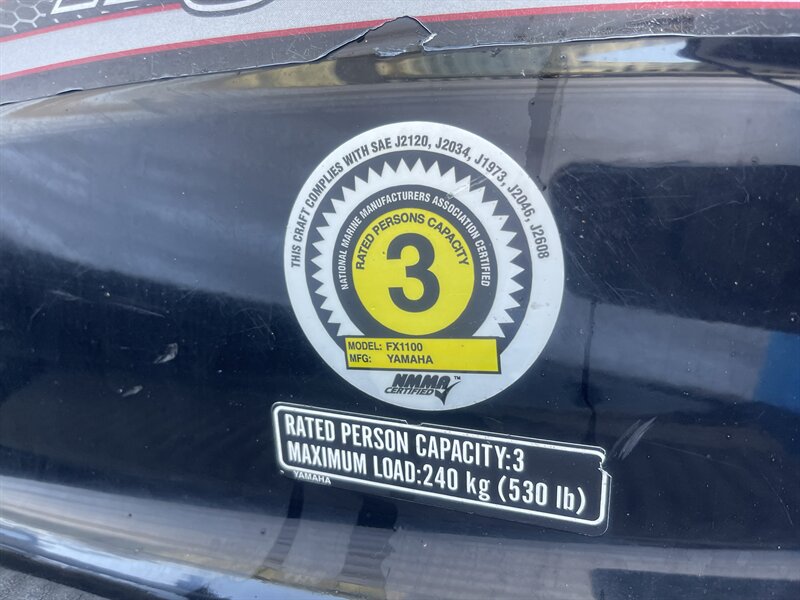 THIS CRAFT COMPLIES WITH SAE J2120, J2034, J1973, J2046, J2608
NATIONAL MARINE MANUFACTURERS ASSOCIATION CERTIFIED
RATED PERSONS CAPACITY
3
MODEL: FX1100
MFG: YAMAHA
NMMA™
CERTIFIED
RATED PERSON CAPACITY:3
MAXIMUM LOAD:240 kg (530 lb)
YAMAHA